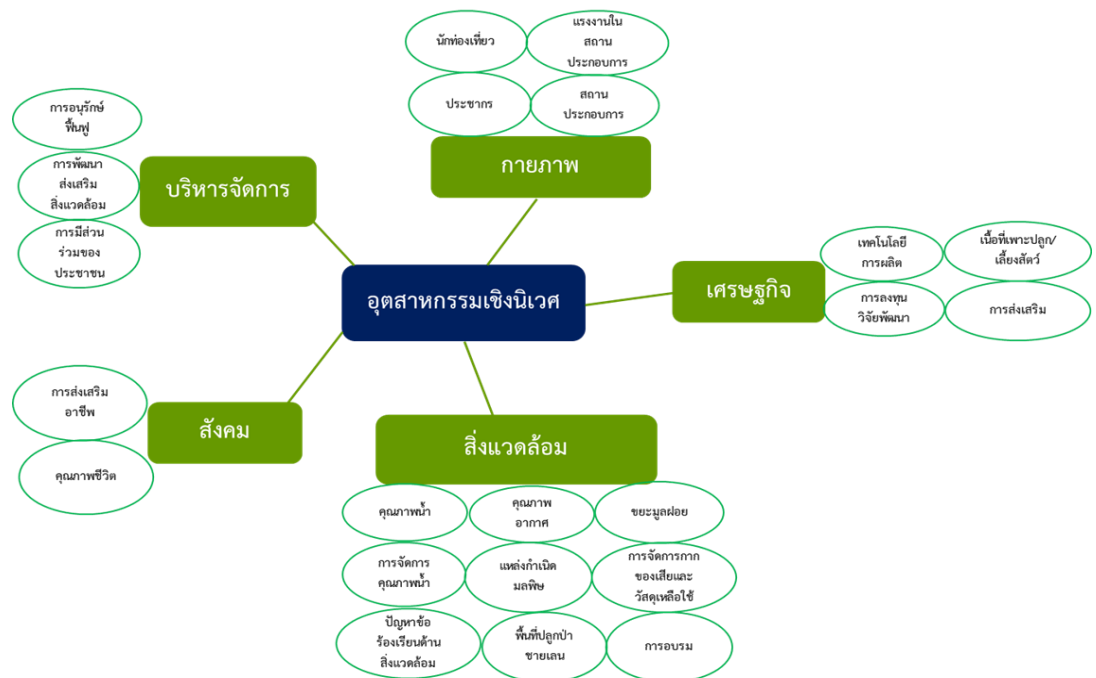 นักท่องเที่ยว
แรงงานใน
สถาน
ประกอบการ
ประชากร
สถาน
ประกอบการ
กายภาพ
การอนุรักษ์
ฟื้นฟู
การพัฒนา
ส่งเสริม
สิ่งแวดล้อม
การมีส่วน
ร่วมของ
ประชาชน
บริหารจัดการ
อุตสาหกรรมเชิงนิเวศ
เศรษฐกิจ
เทคโนโลยี
การผลิต
เนื้อที่เพาะปลูก/
เลี้ยงสัตว์
การลงทุน
วิจัยพัฒนา
การส่งเสริม
การส่งเสริม
อาชีพ
คุณภาพชีวิต
สังคม
สิ่งแวดล้อม
คุณภาพน้ำ
คุณภาพ
อากาศ
ขยะมูลฝอย
การจัดการ
คุณภาพน้ำ
แหล่งกำเนิด
มลพิษ
การจัดการกาก
ของเสียและ
วัสดุเหลือใช้
ปัญหาข้อ
ร้องเรียนด้าน
สิ่งแวดล้อม
พื้นที่ปลูกป่า
ชายเลน
การอบรม